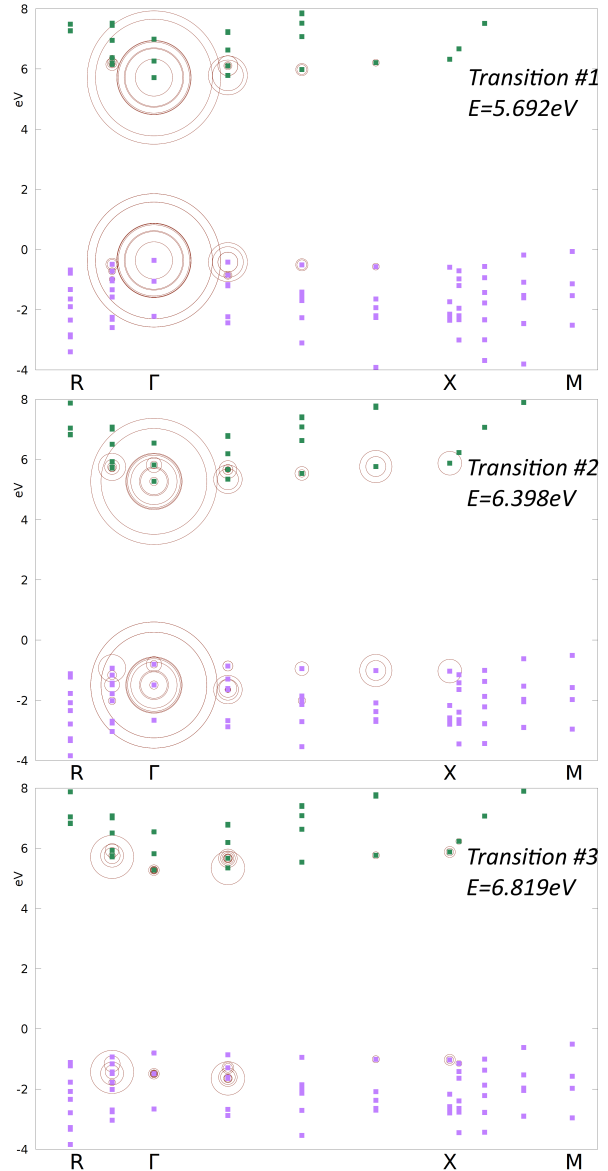 8
6
eV
Transition #1
E=5.692eV
4
2
0
-2
-4
R Γ X M
8
6
eV
Transition #2
E=6.398eV
4
2
0
-2
-4
R Γ X M
8
6
eV
Transition #3
E=6.819eV
4
2
0
-2
-4
R Γ X M